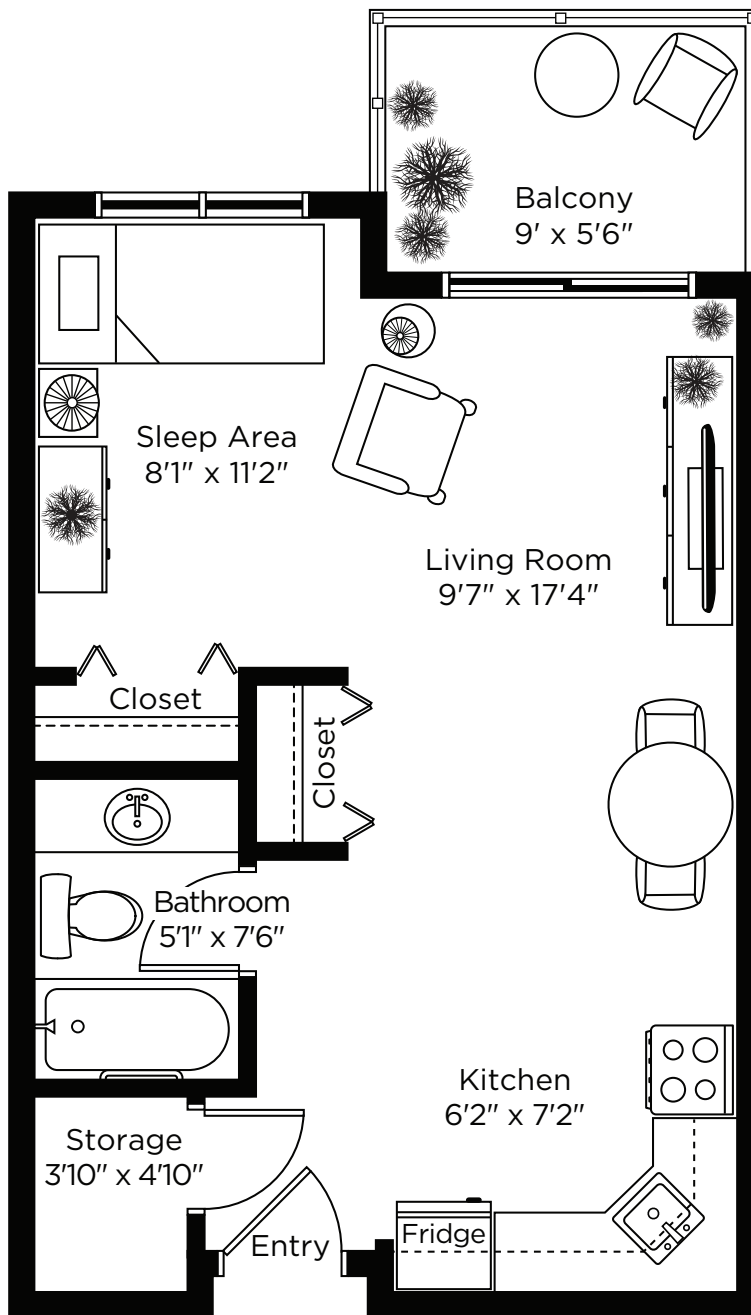 Balcony
9' x 5'6"
Sleep Area
8'1" x 11'2"
Living Room
9'7" x 17'4"
Closet
Closet
Bathroom
5'1" x 7'6"
Kitchen
6'2" x 7'2"
Storage
3'10" x 4'10"
Fridge
Entry